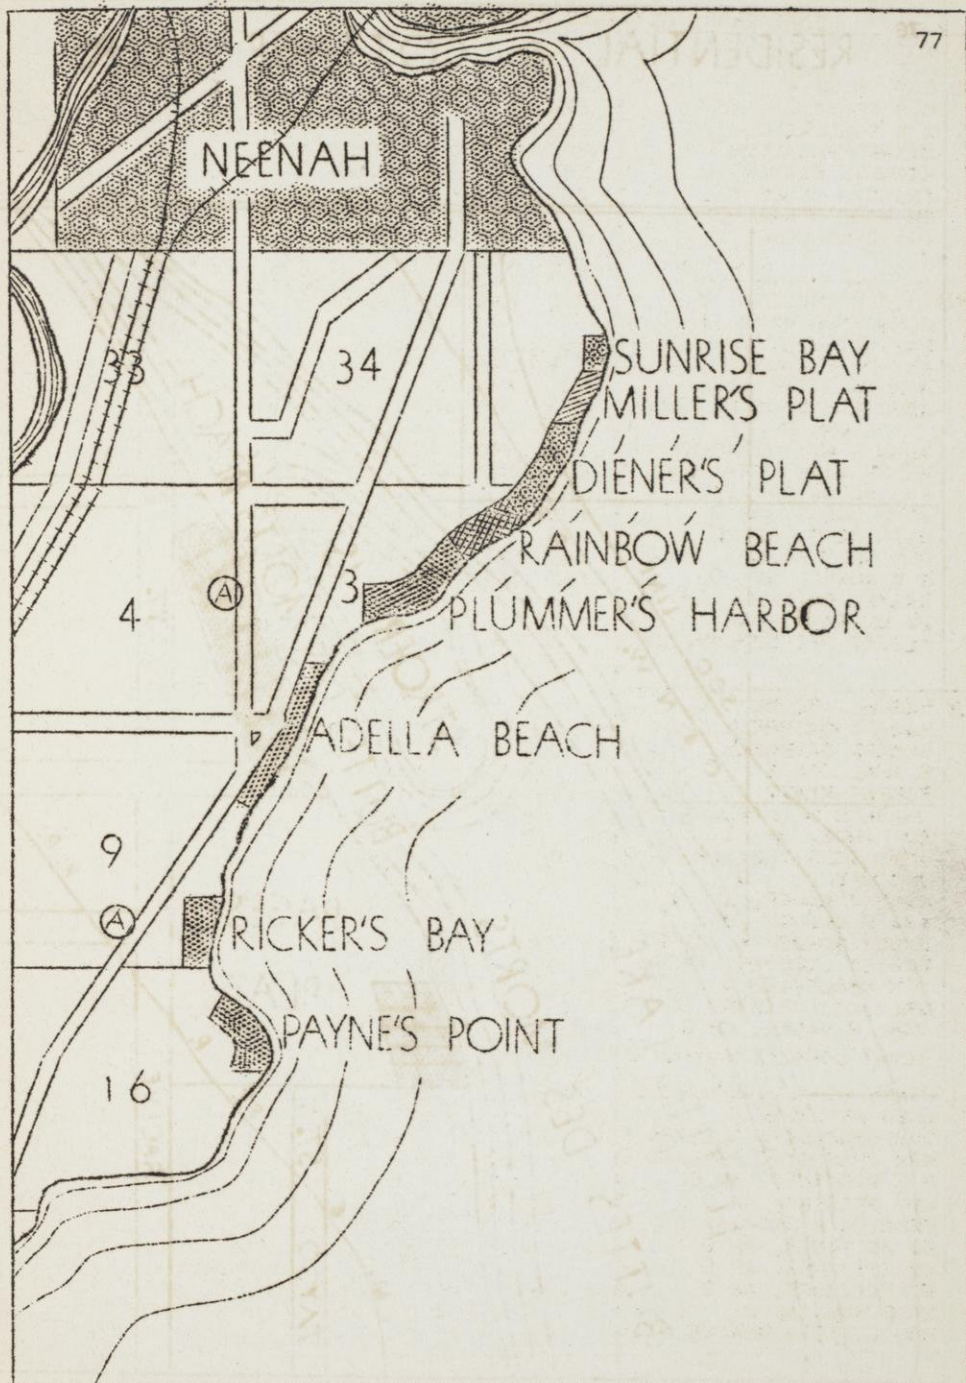 77
NEENAH
33
34
SUNRISE BAY
MILLER'S PLAT
DIENER'S PLAT
RAINBOW BEACH
A
3
4
PLUMMER'S HARBOR
ADELLA BEACH
9
A
RICKER'S BAY
PAYNE'S POINT
16